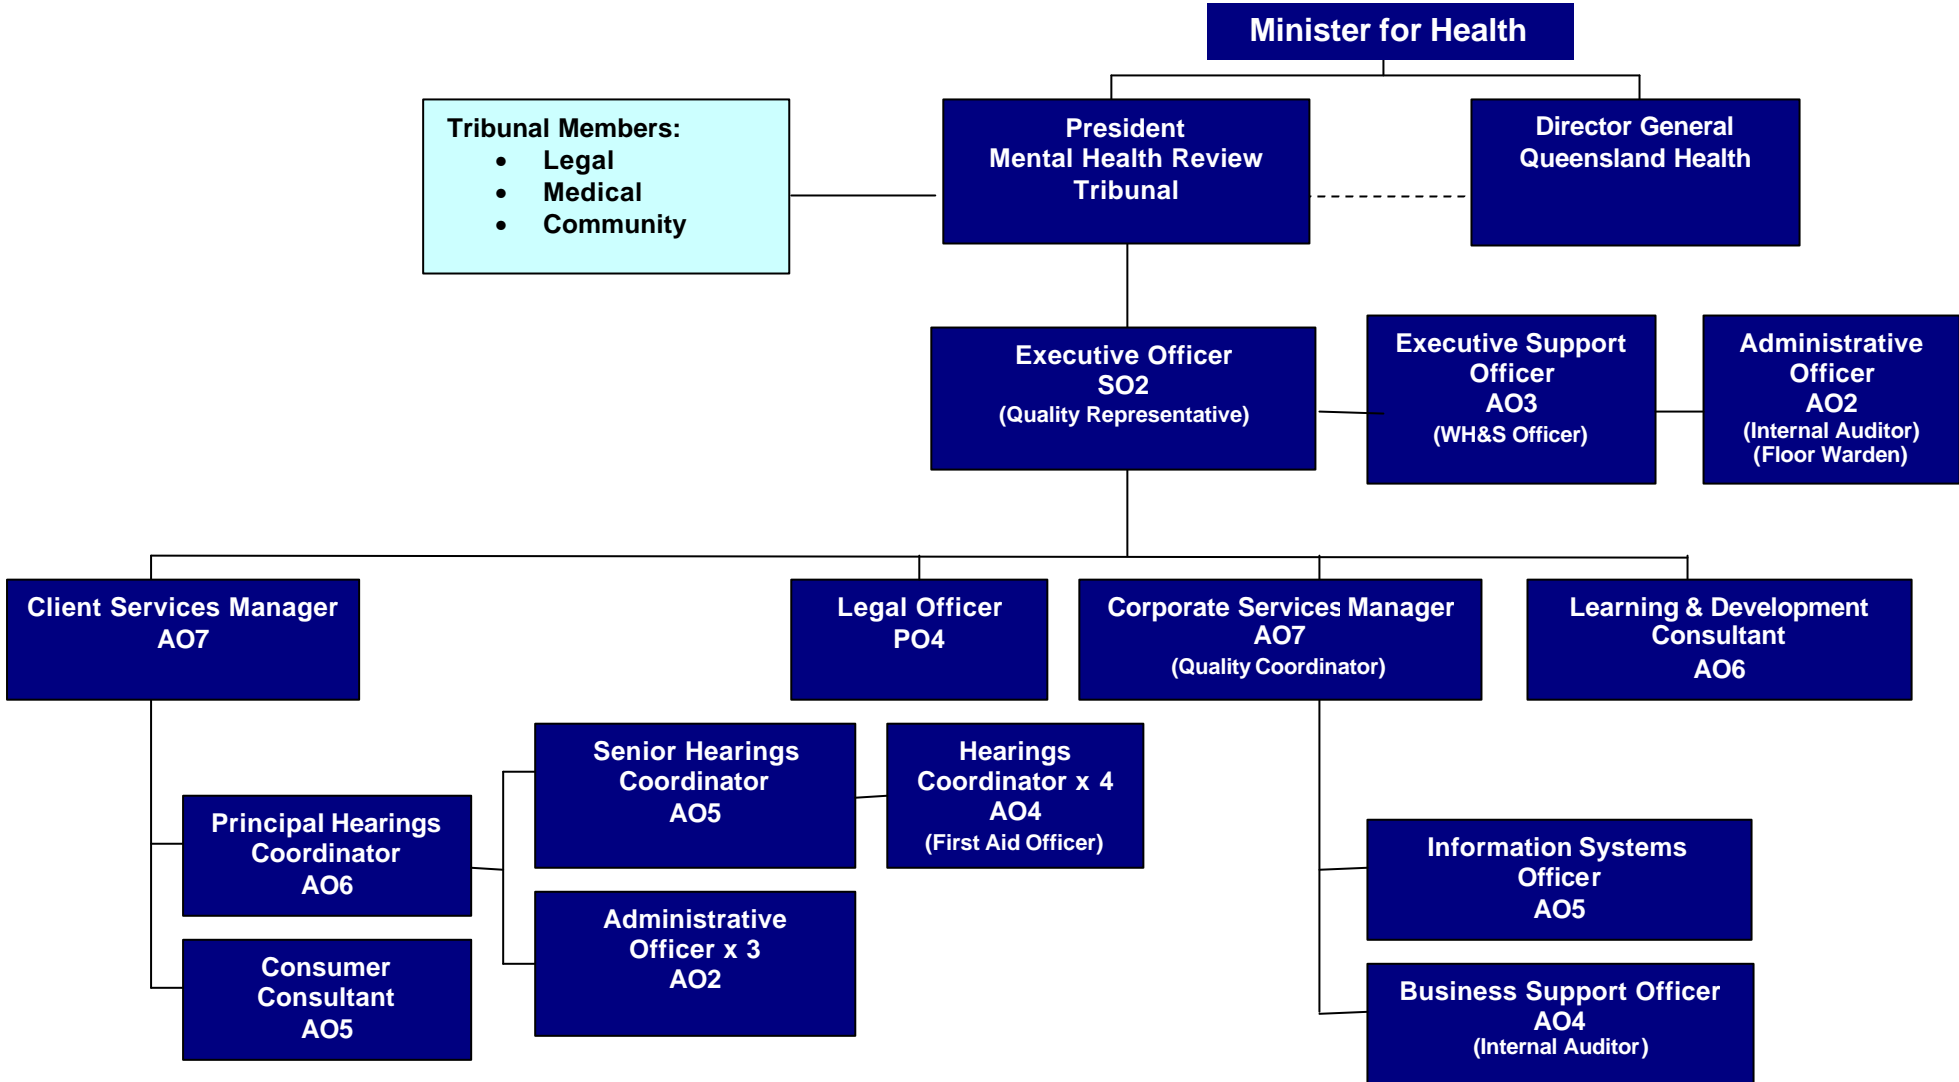 Minister for Health
Tribunal Members:
• Legal
• Medical
• Community
President
Mental Health Review
Tribunal
Director General
Queensland Health
Executive Officer
SO2
(Quality Representative)
Executive Support
Officer
AO3
(WH&S Officer)
Administrative
Officer
AO2
(Internal Auditor)
(Floor Warden)
Client Services Manager
AO7
Legal Officer
PO4
Corporate Services Manager
AO7
(Quality Coordinator)
Learning & Development
Consultant
AO6
Principal Hearings
Coordinator
AO6
Consumer
Consultant
AO5
Senior Hearings
Coordinator
AO5
Administrative
Officer x 3
AO2
Hearings
Coordinator x 4
AO4
(First Aid Officer)
Information Systems
Officer
AO5
Business Support Officer
AO4
(Internal Auditor)